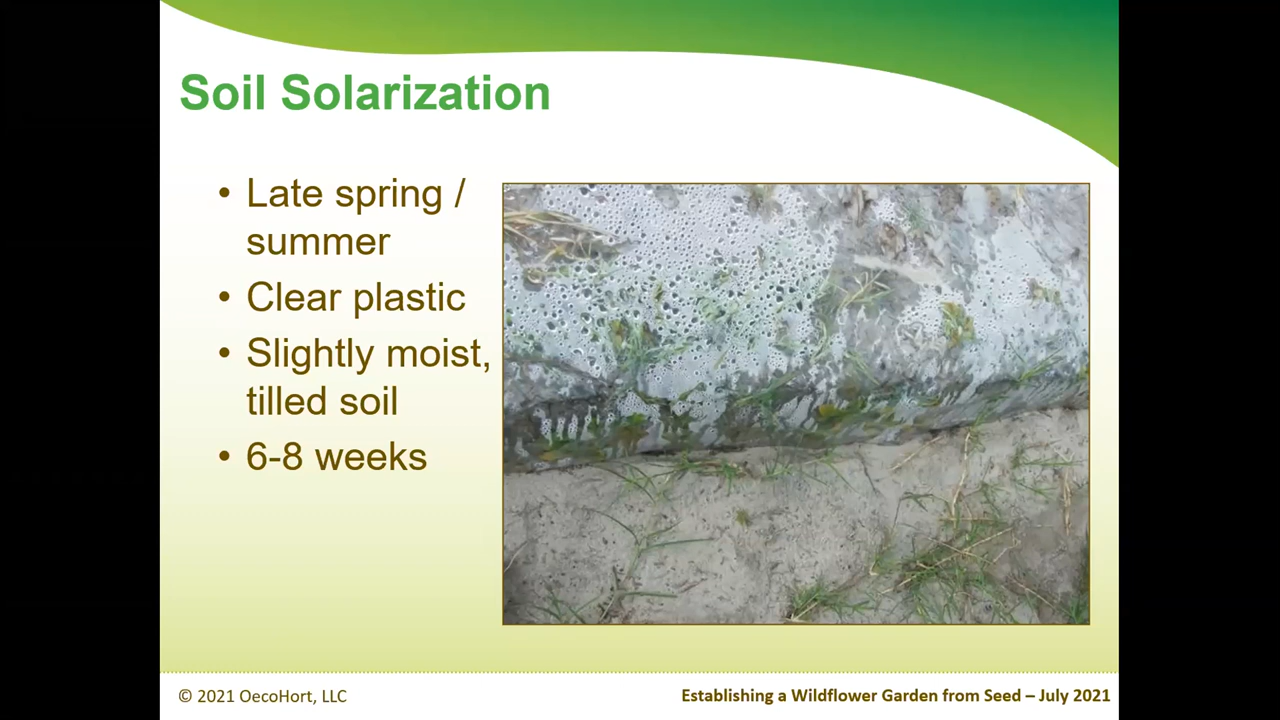 Soil Solarization
• Late spring /
summer
• Clear plastic
• Slightly moist,
tilled soil
• 6-8 weeks
© 2021 OecoHort, LLC
Establishing a Wildflower Garden from Seed – July 2021